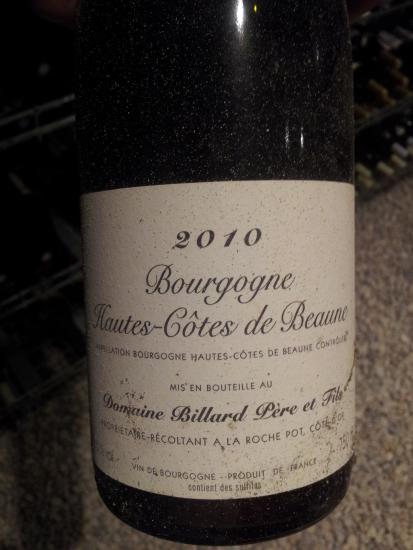 2010
Bourgogne
Hautes-Côtes de Beaune
APPELLATION BOURGOGNE HAUTES-CÔTES DE BEAUNE CONTRÔLÉE
MIS EN BOUTEILLE AU
Domaine Billard Père et Fils
PROPRIÉTAIRE-RÉCOLTANT A LA ROCHE POT, CÔTE-D'OR
VIN DE BOURGOGNE - PRODUIT DE FRANCE
contient des sulfites